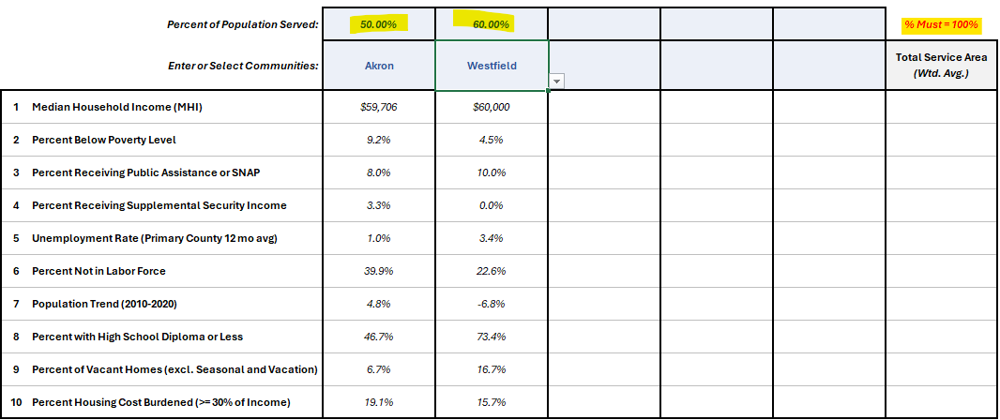 Percent of Population Served: 50.00% 60.00% % Must = 100%
Enter or Select Communities: Akron Westfield Total Service Area
(Wtd. Avg.)
1 Median Household Income (MHI) $59,706 $60,000
2 Percent Below Poverty Level 9.2% 4.5%
3 Percent Receiving Public Assistance or SNAP 8.0% 10.0%
4 Percent Receiving Supplemental Security Income 3.3% 0.0%
5 Unemployment Rate (Primary County 12 mo avg) 1.0% 3.4%
6 Percent Not in Labor Force 39.9% 22.6%
7 Population Trend (2010-2020) 4.8% -6.8%
8 Percent with High School Diploma or Less 46.7% 73.4%
9 Percent of Vacant Homes (excl. Seasonal and Vacation) 6.7% 16.7%
10 Percent Housing Cost Burdened (>= 30% of Income) 19.1% 15.7%